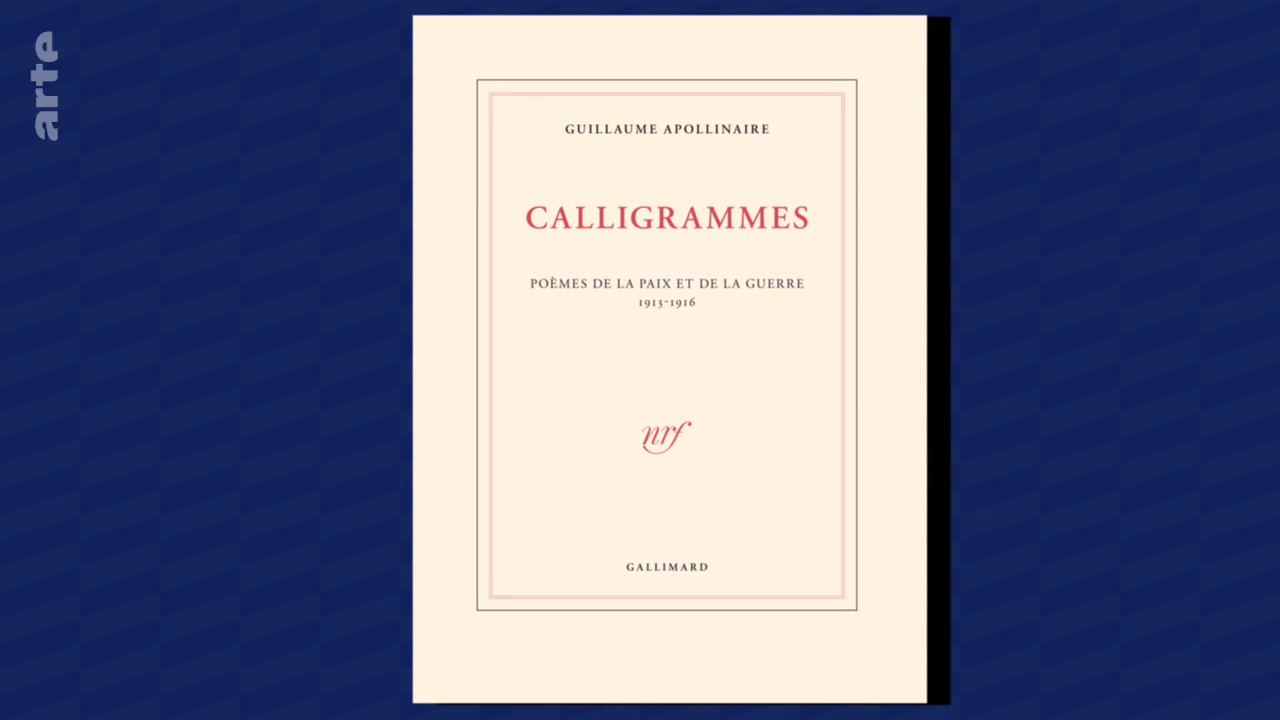 arte
GUILLAUME APOLLINAIRE
CALLIGRAMMES
POÈMES DE LA PAIX ET DE LA GUERRE
1913-1916
nrf
GALLIMARD